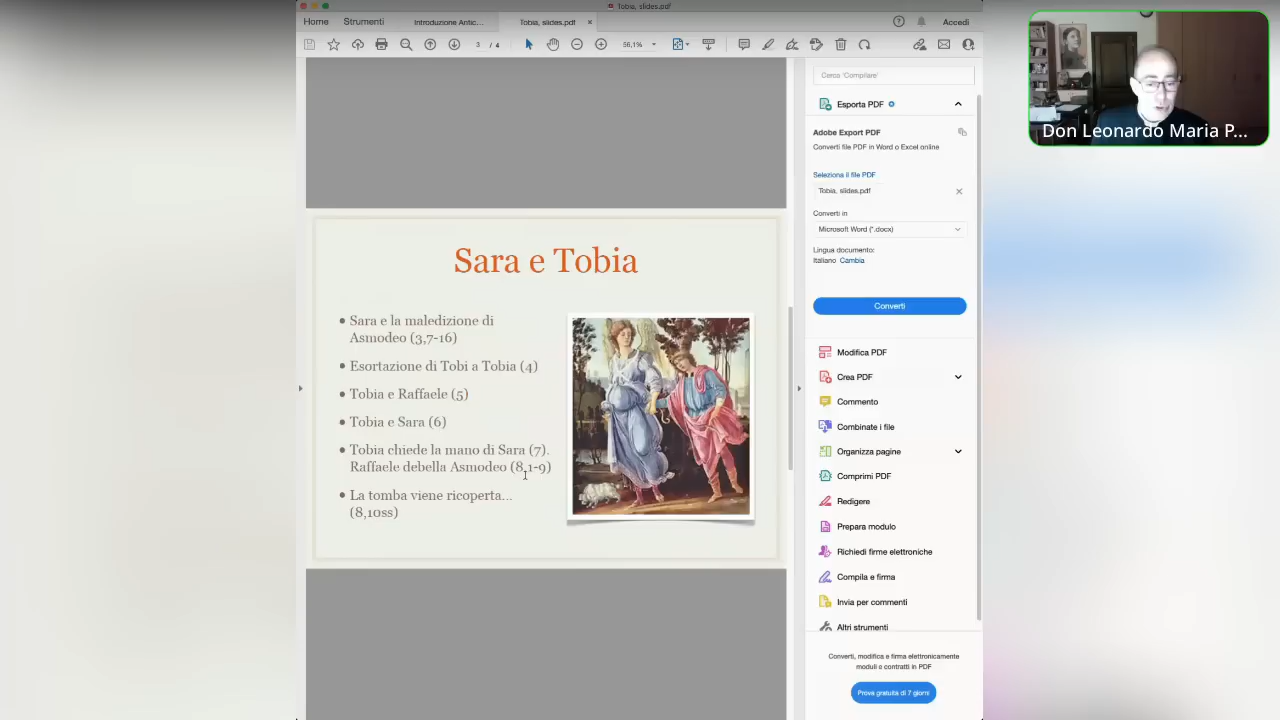 Tobia, slides.pdf
Home
Strumenti
Introduzione Antic...
Tobia, slides.pdf
Accedi
3 / 4
56,1%
Cerca 'Compilare'
Esporta PDF
Adobe Export PDF
Converti file PDF in Word o Excel online
Seleziona il file PDF
Tobia, slides.pdf
Converti in
Microsoft Word (*.docx)
Lingua documento:
Italiano Cambia
Converti
Modifica PDF
Crea PDF
Commento
Combinate i file
Organizza pagine
Comprimi PDF
Redigere
Prepara modulo
Richiedi firme elettroniche
Compila e firma
Invia per commenti
Altri strumenti
Converti, modifica e firma elettronicamente
moduli e contratti in PDF
Prova gratuita di 7 giorni
Sara e Tobia
• Sara e la maledizione di
Asmodeo (3,7-16)
• Esortazione di Tobi a Tobia (4)
• Tobia e Raffaele (5)
• Tobia e Sara (6)
• Tobia chiede la mano di Sara (7).
Raffaele debella Asmodeo (8,1-9)
• La tomba viene ricoperta...
(8,10ss)
Don Leonardo Maria P...